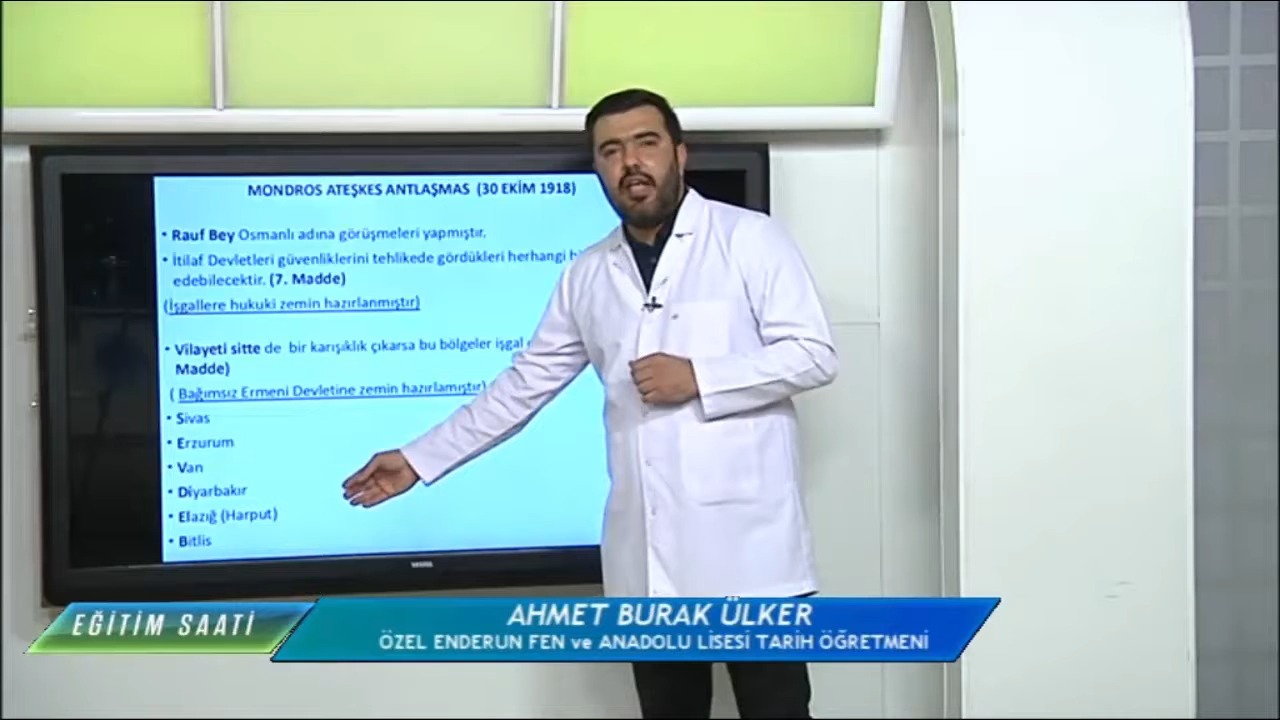 MONDROS ATEŞKES ANTLAŞMAS (30 EKİM 1918)
• Rauf Bey Osmanlı adına görüşmeleri yapmıştır.
• İtilaf Devletleri güvenliklerini tehlikede gördükleri herhangi
edebilecektir. (7. Madde)
(İşgallere hukuki zemin hazırlanmıştır)
• Vilayeti sitte de bir karışıklık çıkarsa bu bölgeler işgal
Madde)
( Bağımsız Ermeni Devletine zemin hazırlamıştır)
• Sivas
• Erzurum
• Van
• Diyarbakır
• Elazığ (Harput)
• Bitlis
EĞİTİM SAATİ
AHMET BURAK ÜLKER
ÖZEL ENDERUN FEN ve ANADOLU LİSESİ TARİH ÖĞRETMENİ